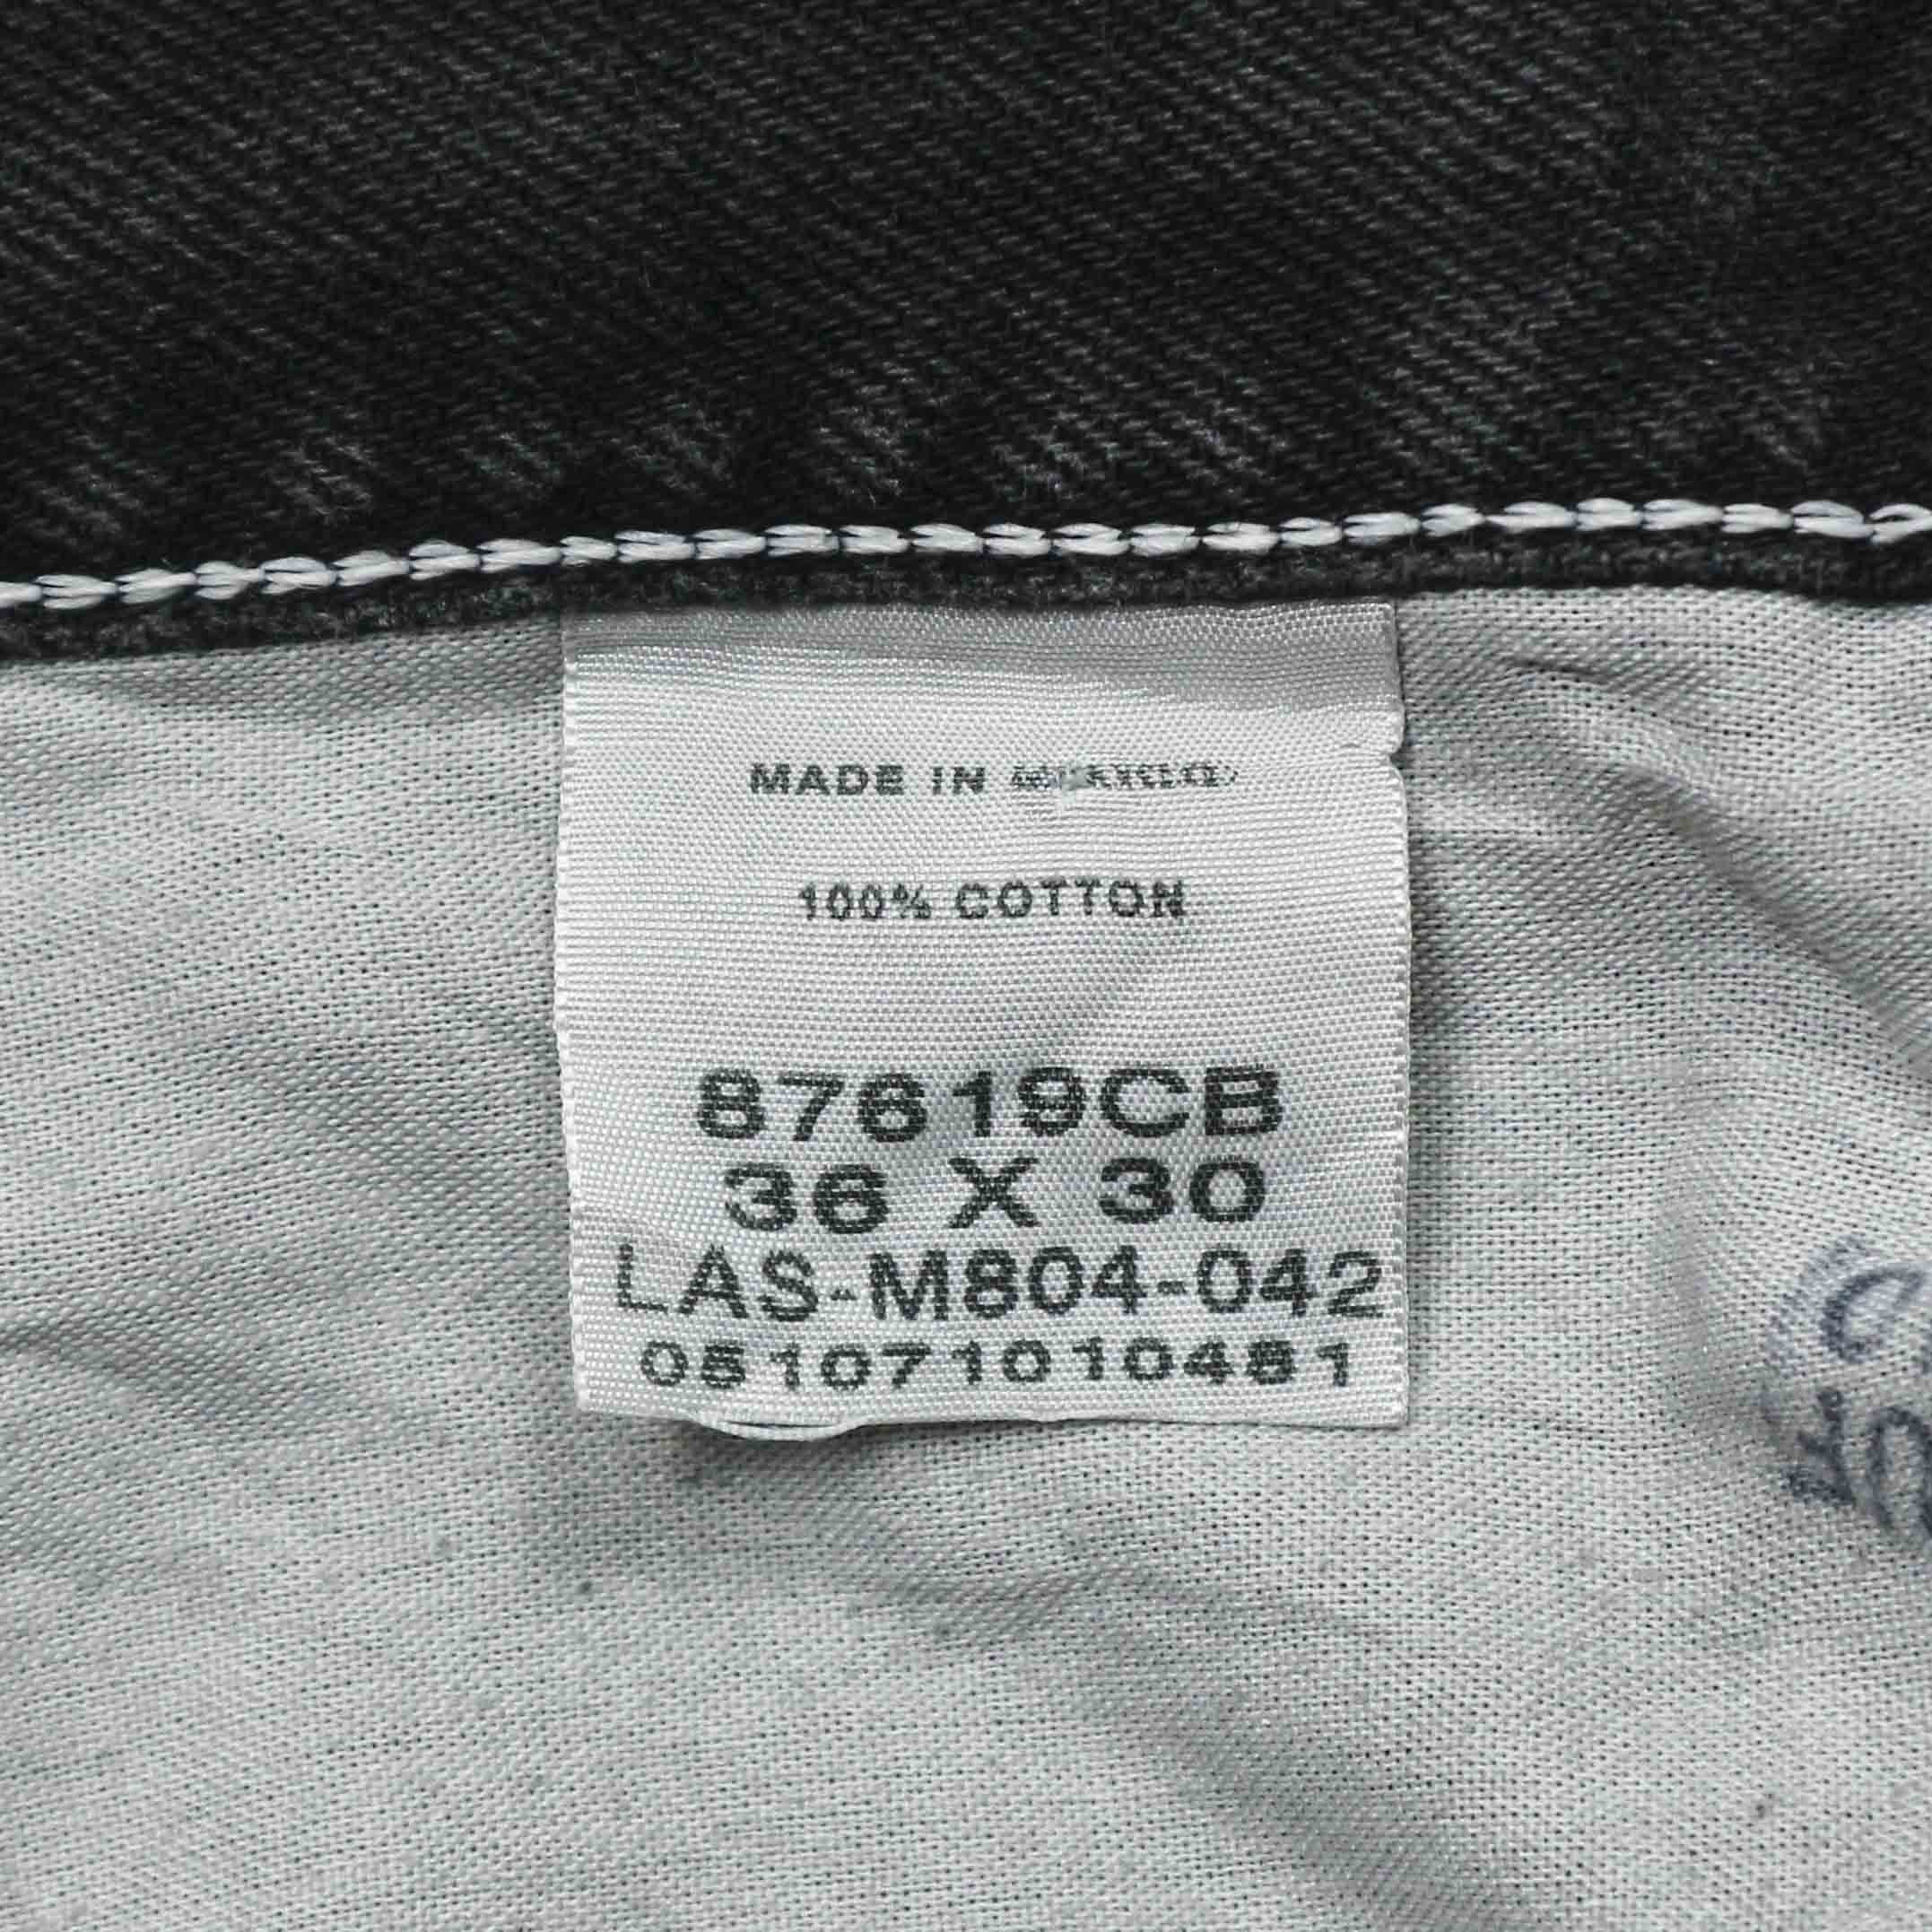 MADE IN
100% COTTON
87619CB
36 X 30
LAS-M804-042
051071010481